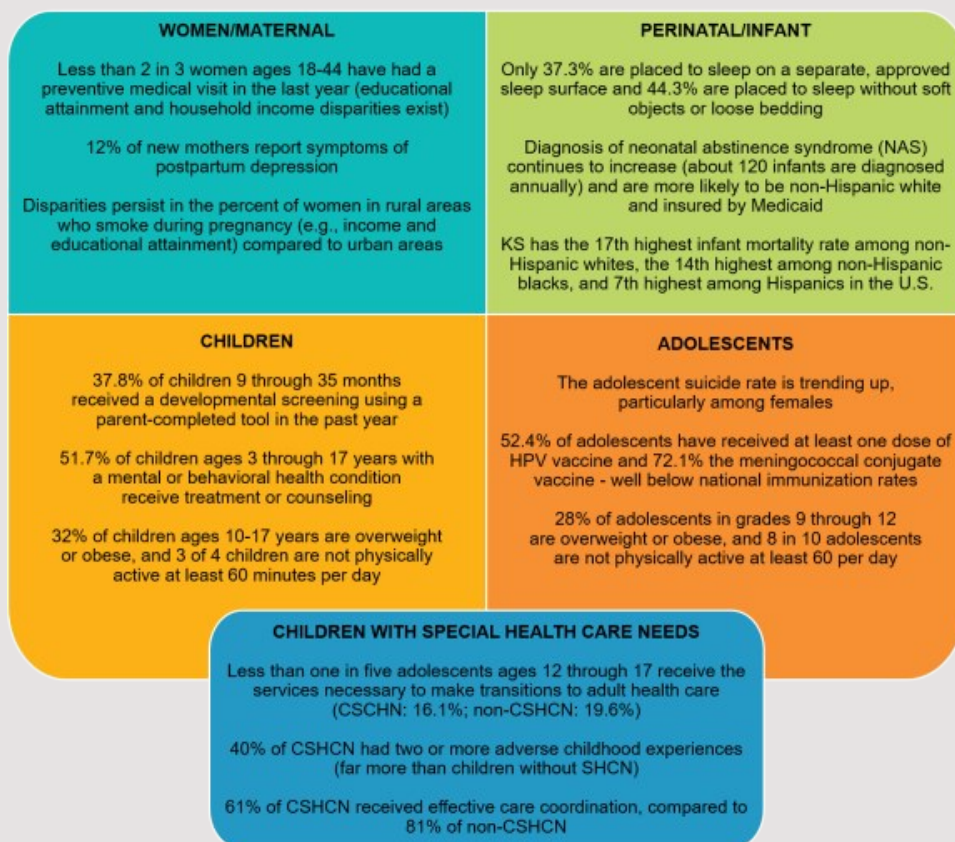 WOMEN/MATERNAL
Less than 2 in 3 women ages 18-44 have had a
preventive medical visit in the last year (educational
attainment and household income disparities exist)
12% of new mothers report symptoms of
postpartum depression
Disparities persist in the percent of women in rural areas
who smoke during pregnancy (e.g., income and
educational attainment) compared to urban areas
PERINATAL/INFANT
Only 37.3% are placed to sleep on a separate, approved
sleep surface and 44.3% are placed to sleep without soft
objects or loose bedding
Diagnosis of neonatal abstinence syndrome (NAS)
continues to increase (about 120 infants are diagnosed
annually) and are more likely to be non-Hispanic white
and insured by Medicaid
KS has the 17th highest infant mortality rate among non-
Hispanic whites, the 14th highest among non-Hispanic
blacks, and 7th highest among Hispanics in the U.S.
CHILDREN
37.8% of children 9 through 35 months
received a developmental screening using a
parent-completed tool in the past year
51.7% of children ages 3 through 17 years with
a mental or behavioral health condition
receive treatment or counseling
32% of children ages 10-17 years are overweight
or obese, and 3 of 4 children are not physically
active at least 60 minutes per day
ADOLESCENTS
The adolescent suicide rate is trending up,
particularly among females
52.4% of adolescents have received at least one dose of
HPV vaccine and 72.1% the meningococcal conjugate
vaccine - well below national immunization rates
28% of adolescents in grades 9 through 12
are overweight or obese, and 8 in 10 adolescents
are not physically active at least 60 per day
CHILDREN WITH SPECIAL HEALTH CARE NEEDS
Less than one in five adolescents ages 12 through 17 receive the
services necessary to make transitions to adult health care
(CSCHN: 16.1%; non-CSHCN: 19.6%)
40% of CSHCN had two or more adverse childhood experiences
(far more than children without SHCN)
61% of CSHCN received effective care coordination, compared to
81% of non-CSHCN